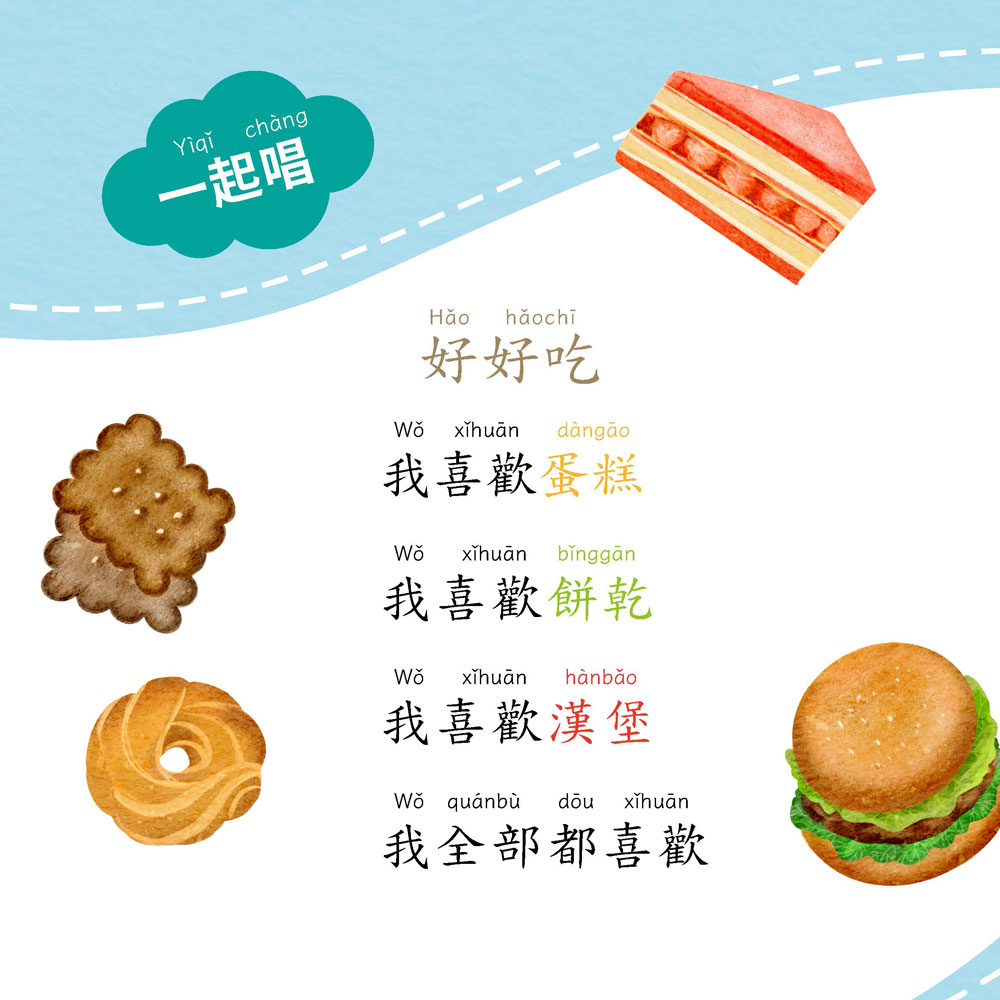 Yìqǐ chàng
一起唱
Hǎo hǎochī
好好吃
Wǒ xǐhuān dàngāo
我喜歡蛋糕
Wǒ xǐhuān bǐnggān
我喜歡餅乾
Wǒ xǐhuān hànbǎo
我喜歡漢堡
Wǒ quánbù dōu xǐhuān
我全部都喜歡